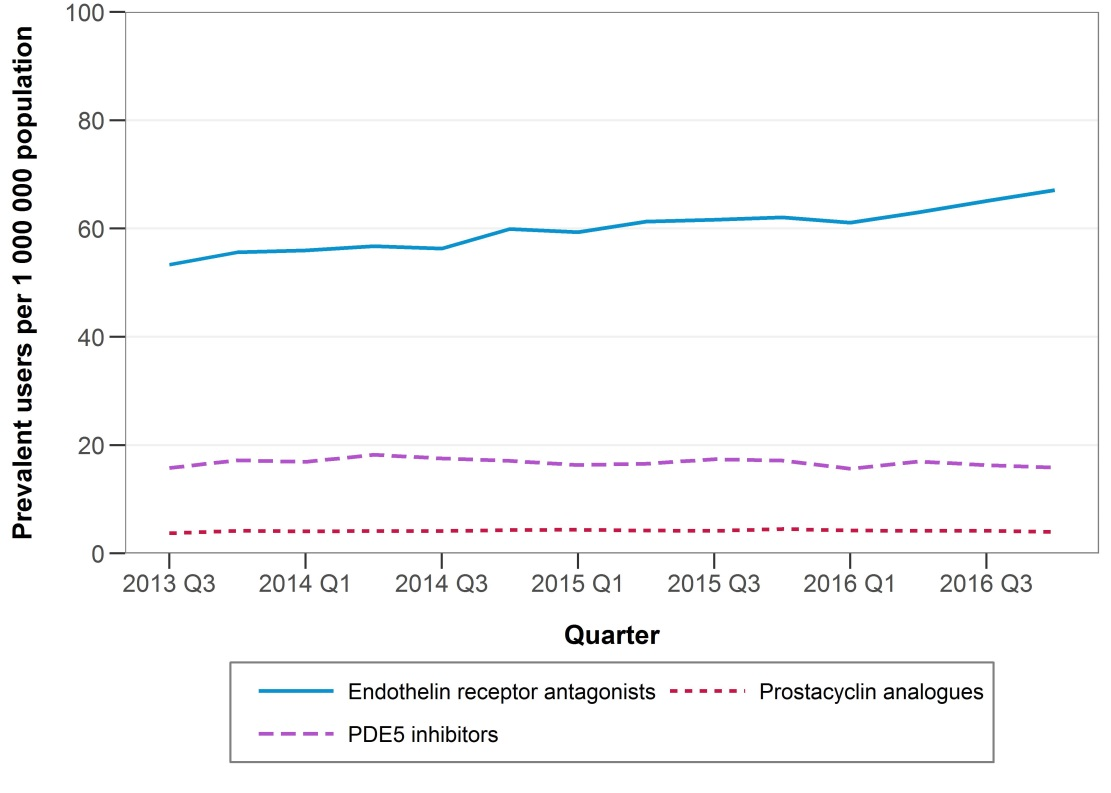 Prevalent users per 1 000 000 population
100
80
60
40
20
0
2013 Q3 2014 Q1 2014 Q3 2015 Q1 2015 Q3 2016 Q1 2016 Q3
Quarter
Endothelin receptor antagonists Prostacyclin analogues
PDE5 inhibitors